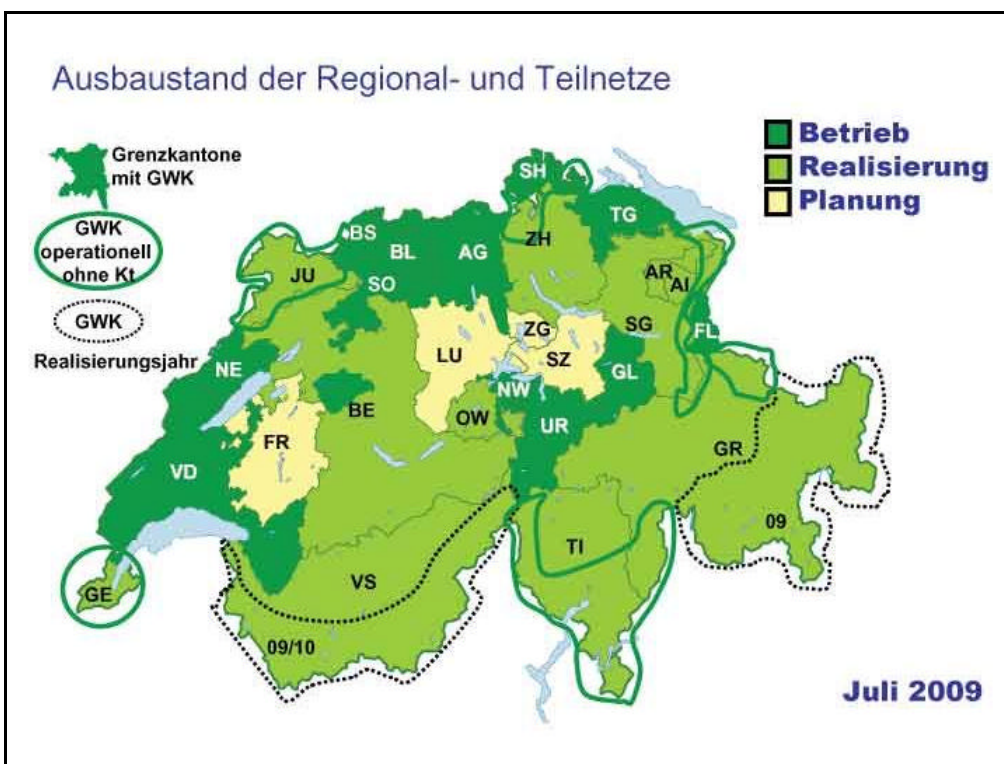 Ausbaustand der Regional- und Teilnetze
Betrieb
Realisierung
Planung
Grenzkantone
mit GWK
GWK
operationell
ohne Kt
GWK
Realisierungsjahr
SH
TG
BS
BL
AG
ZH
JU
SO
AR
AI
SG
FL
LU
ZG
SZ
GL
NE
NW
OW
BE
UR
FR
GR
VD
09
TI
GE
VS
09/10
Juli 2009